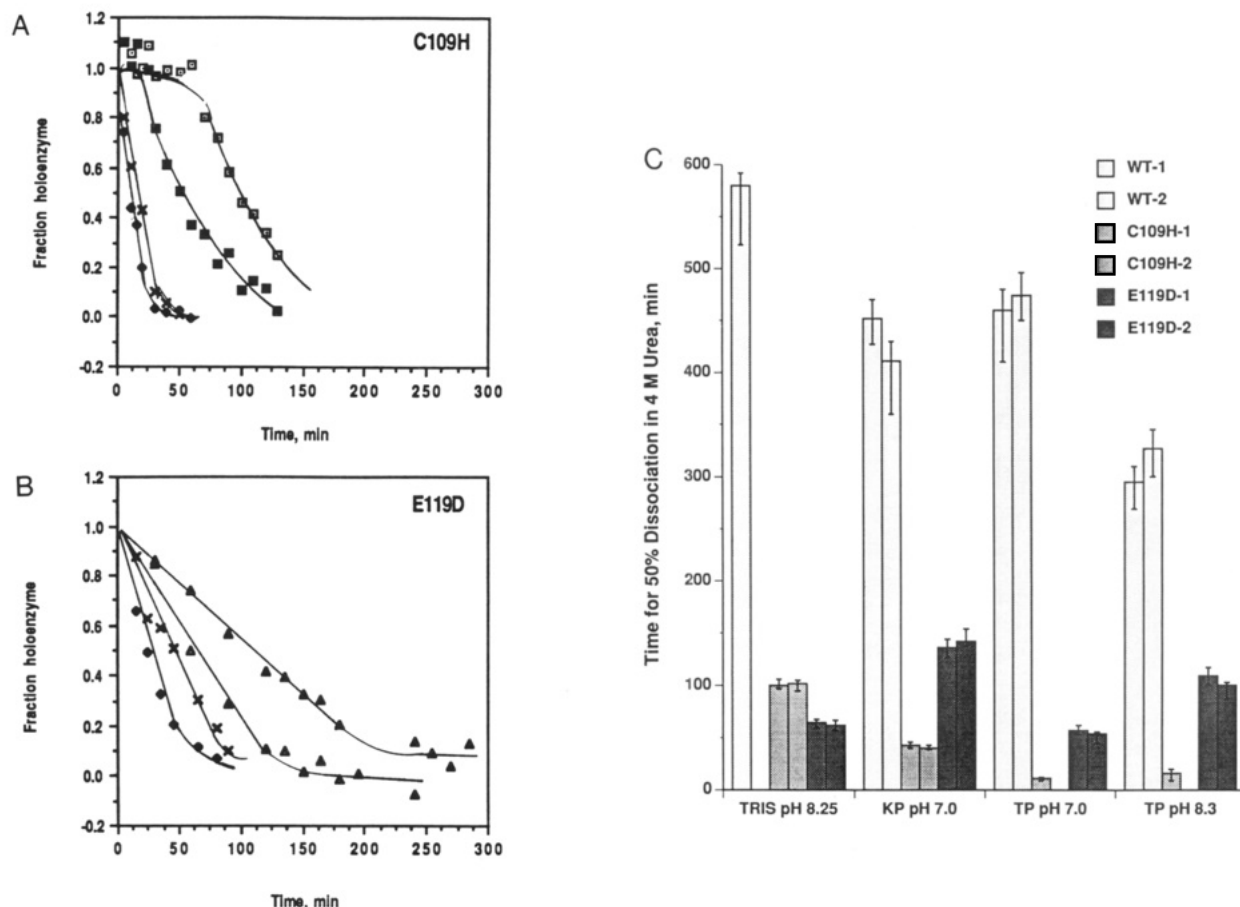 A
C109H
Fraction holoenzyme
1.2
1.0
0.8
0.6
0.4
0.2
0.0
-0.2
0 50 100 150 200 250 300
Time, min
B
E119D
Fraction holoenzyme
1.2
1.0
0.8
0.6
0.4
0.2
0.0
-0.2
0 50 100 150 200 250 300
Time, min
C
Time for 50% Dissociation in 4 M Urea, min
600
500
400
300
200
100
0
WT-1
WT-2
C109H-1
C109H-2
E119D-1
E119D-2
TRIS pH 8.25 KP pH 7.0 TP pH 7.0 TP pH 8.3